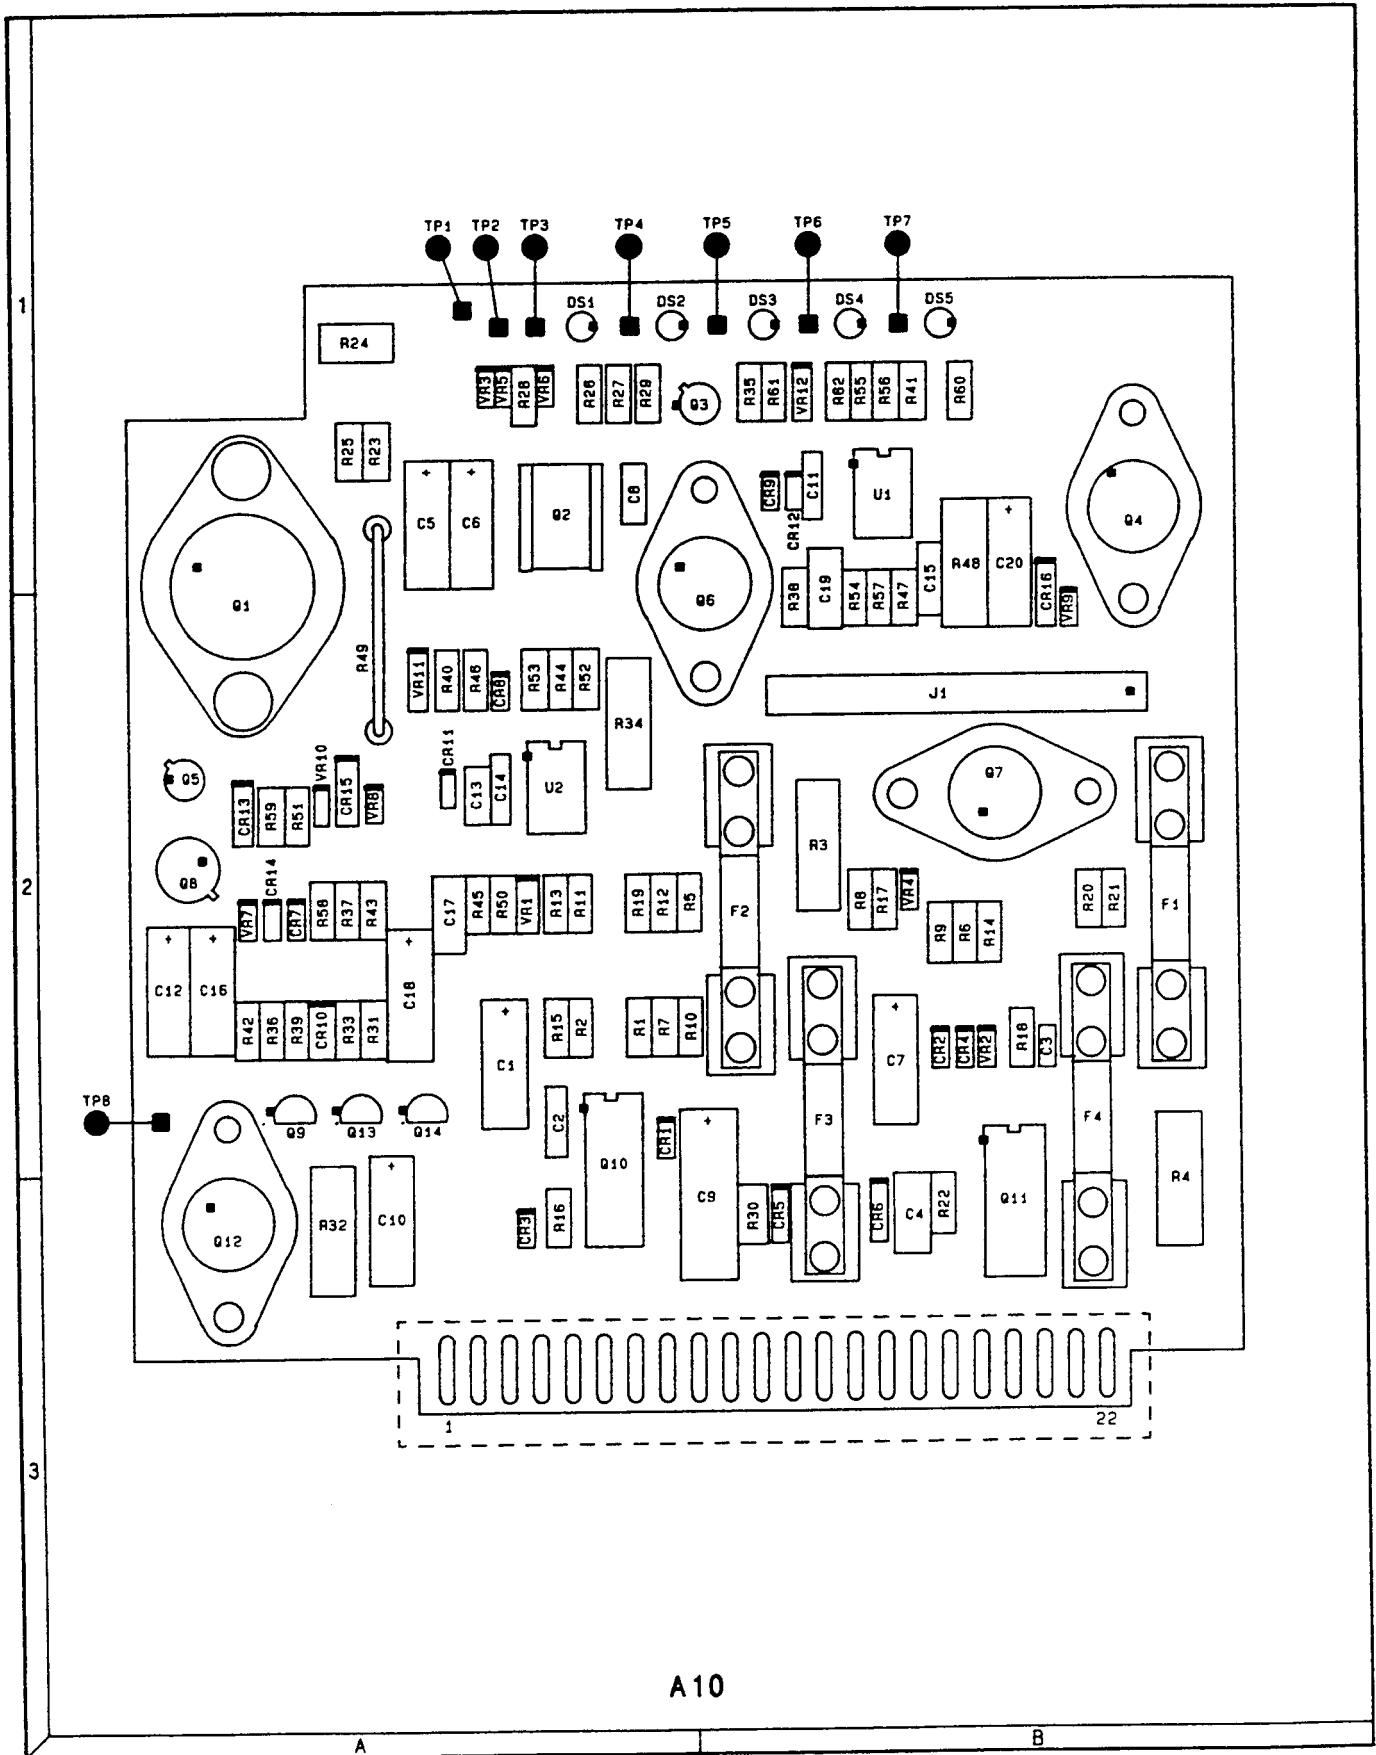 TP1 TP2 TP3 TP4 TP5 TP6 TP7
1
DS1 DS2 DS3 DS4 DS5
R24
VR3 VR5 R28 VR6 R26 R27 R29 Q3 R35 R61 VR12 R62 R55 R56 R41 R60
R25 R23
C5 C6 Q2 C8 CR9 CR12 C11 U1 Q4
+ + +
R48 C20
Q1 Q6 R38 C19 R54 R57 R47 C15 CR16 VR9
R49 VR11 R40 R46 CR8 R53 R44 R52 R34
J1
Q5 CR13 R59 R51 VR10 CR15 VR8 CR11 C13 C14 U2 Q7
R3
2
Q8 CR14
VR7 CR7 R58 R37 R43 C17 R45 R50 VR1 R13 R11 R19 R12 R5 F2 R8 R17 VR4 R9 R6 R14 R20 R21 F1
+ + + + +
C12 C16 C18
R42 R36 R39 CR10 R33 R31 C1 R15 R2 R1 R7 R10 C7 CR2 CR4 VR2 R18 C3
TP8
Q9 Q13 Q14 C2 Q10 CR1 F3 F4
+ +
R32 C10 CR3 R16 C9 R30 CR5 CR6 C4 R22 Q11 R4
Q12
1 22
3
A10
A B